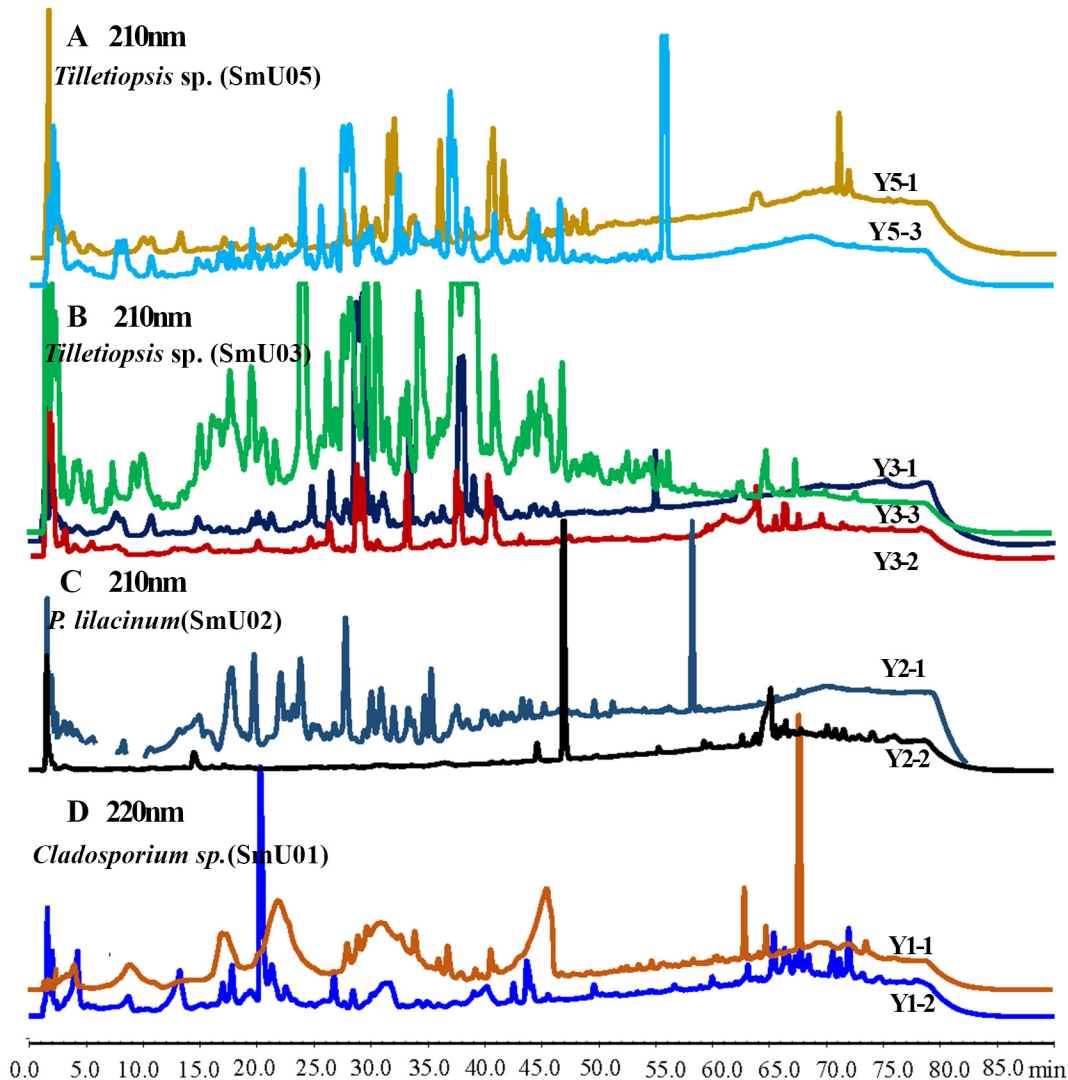 A 210nm
Tilletiopsis sp. (SmU05)
Y5-1
Y5-3
B 210nm
Tilletiopsis sp. (SmU03)
Y3-1
Y3-3
Y3-2
C 210nm
P. lilacinum(SmU02)
Y2-1
Y2-2
D 220nm
Cladosporium sp.(SmU01)
Y1-1
Y1-2
0.0 5.0 10.0 15.0 20.0 25.0 30.0 35.0 40.0 45.0 50.0 55.0 60.0 65.0 70.0 75.0 80.0 85.0 min